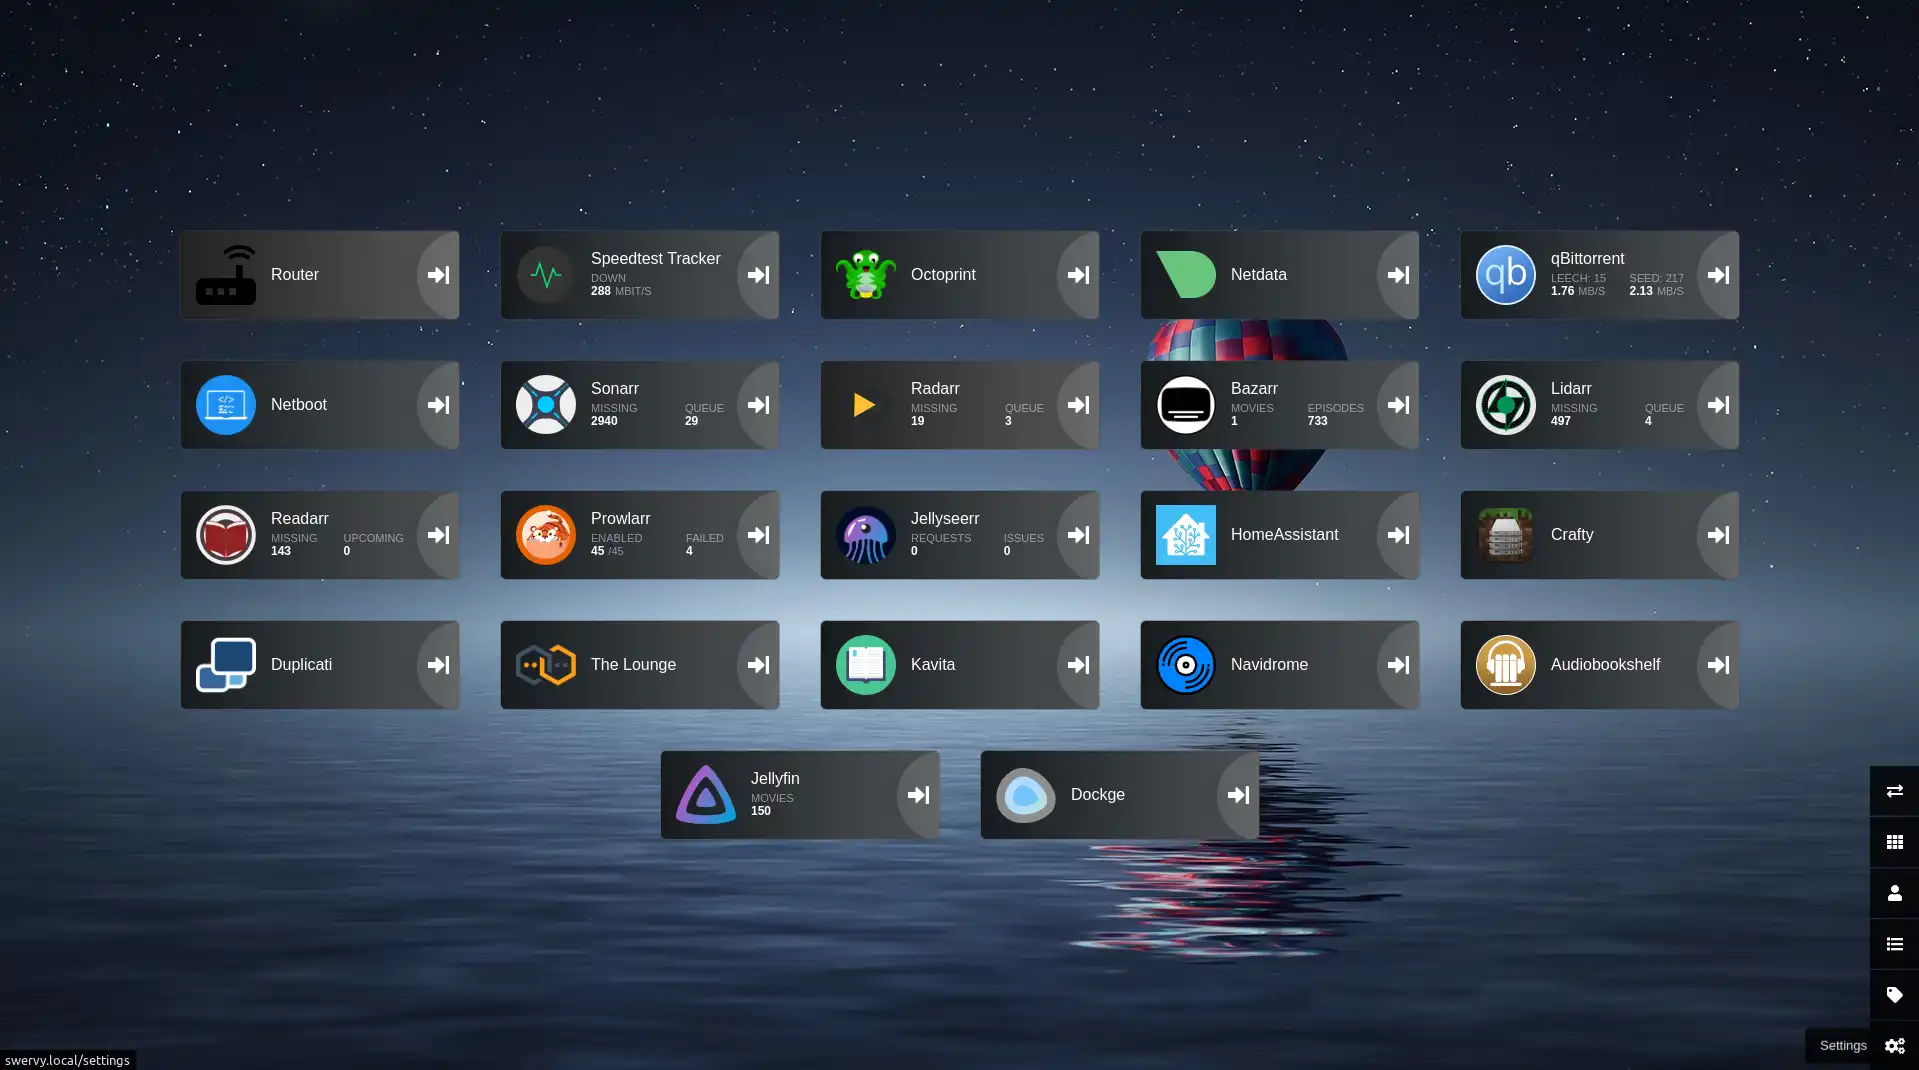 Router
Speedtest Tracker
DOWN
288 MBIT/S
Octoprint
Netdata
qb
qBittorrent
LEECH: 15 SEED: 217
1.76 MB/S 2.13 MB/S
</>
Netboot
Sonarr
MISSING QUEUE
2940 29
Radarr
MISSING QUEUE
19 3
Bazarr
MOVIES EPISODES
1 733
Lidarr
MISSING QUEUE
497 4
Readarr
MISSING UPCOMING
143 0
Prowlarr
ENABLED FAILED
45 /45 4
Jellyseerr
REQUESTS ISSUES
0 0
HomeAssistant
Crafty
Duplicati
The Lounge
Kavita
Navidrome
Audiobookshelf
Jellyfin
MOVIES
150
Dockge
Settings
swervy.local/settings